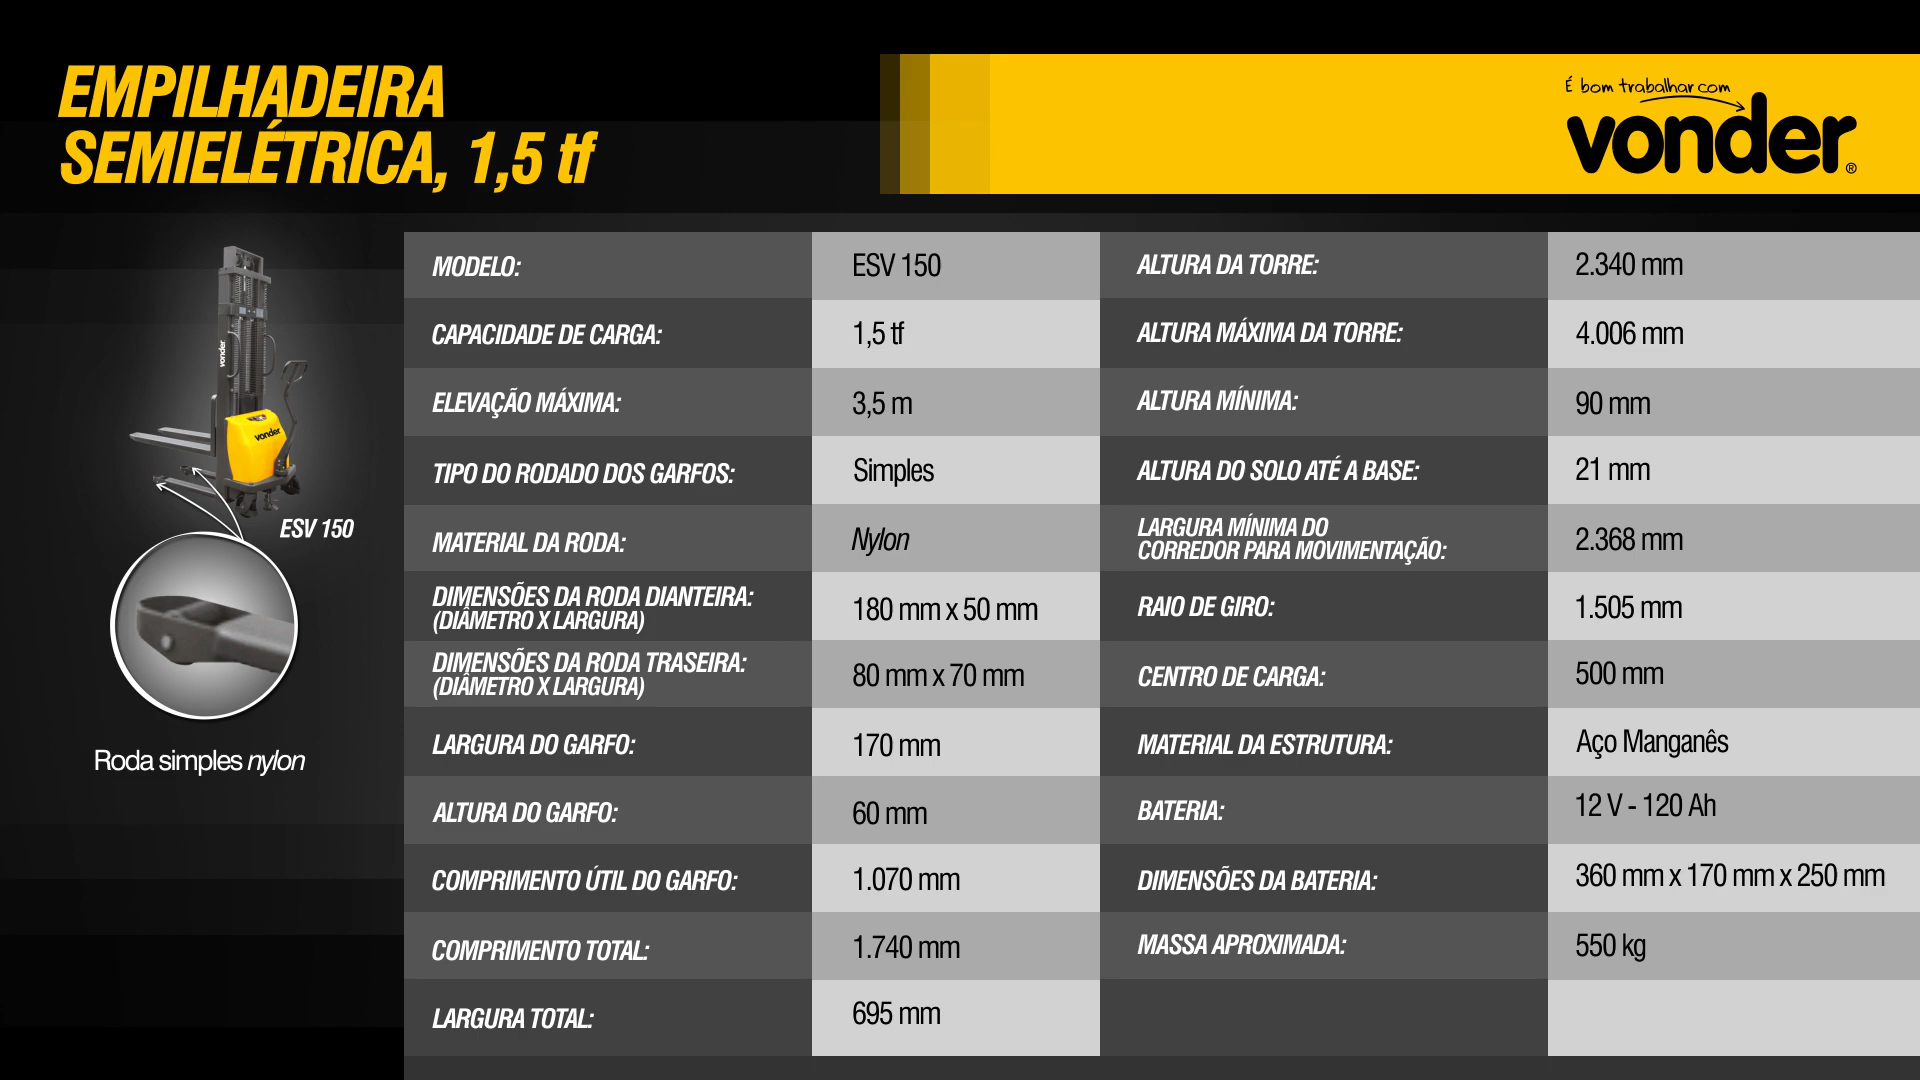 EMPILHADEIRA
SEMIELÉTRICA, 1,5 tf
É bom trabalhar com
vonder®
vonder
vonder
ESV 150
Roda simples nylon
MODELO: ESV 150
CAPACIDADE DE CARGA: 1,5 tf
ELEVAÇÃO MÁXIMA: 3,5 m
TIPO DO RODADO DOS GARFOS: Simples
MATERIAL DA RODA: Nylon
DIMENSÕES DA RODA DIANTEIRA:
(DIÂMETRO X LARGURA)
180 mm x 50 mm
DIMENSÕES DA RODA TRASEIRA:
(DIÂMETRO X LARGURA)
80 mm x 70 mm
LARGURA DO GARFO: 170 mm
ALTURA DO GARFO: 60 mm
COMPRIMENTO ÚTIL DO GARFO: 1.070 mm
COMPRIMENTO TOTAL: 1.740 mm
LARGURA TOTAL: 695 mm
ALTURA DA TORRE: 2.340 mm
ALTURA MÁXIMA DA TORRE: 4.006 mm
ALTURA MÍNIMA: 90 mm
ALTURA DO SOLO ATÉ A BASE: 21 mm
LARGURA MÍNIMA DO
CORREDOR PARA MOVIMENTAÇÃO:
2.368 mm
RAIO DE GIRO: 1.505 mm
CENTRO DE CARGA: 500 mm
MATERIAL DA ESTRUTURA: Aço Manganês
BATERIA: 12 V - 120 Ah
DIMENSÕES DA BATERIA: 360 mm x 170 mm x 250 mm
MASSA APROXIMADA: 550 kg